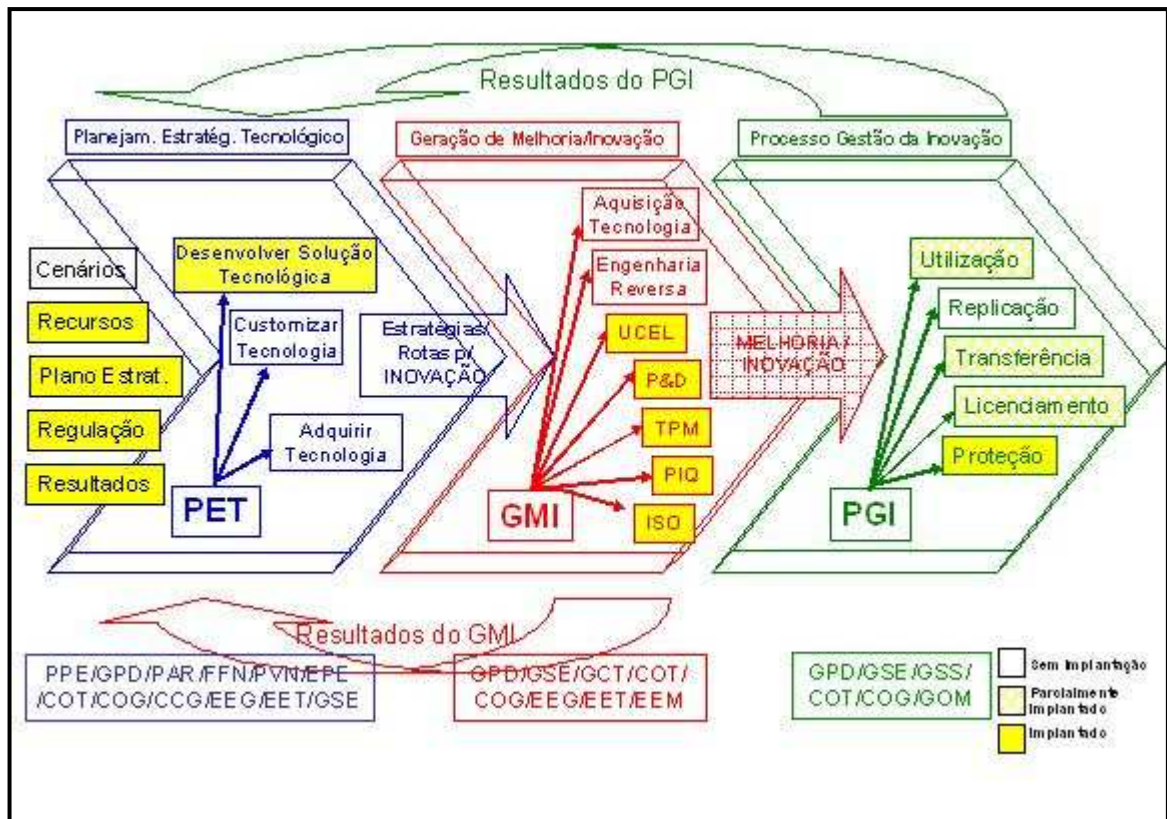 Resultados do PGI
Planejam. Estratég. Tecnológico
Geração de Melhoria/Inovação
Processo Gestão da Inovação
Cenários
Recursos
Plano Estrat.
Regulação
Resultados
Desenvolver Solução
Tecnológica
Customizar
Tecnologia
Adquirir
Tecnologia
PET
Estratégias/
Rotas p/
INOVAÇÃO
Aquisição
Tecnologia
Engenharia
Reversa
UCEL
P&D
TPM
PIQ
ISO
GMI
MELHORIA /
INOVAÇÃO
Utilização
Replicação
Transferência
Licenciamento
Proteção
PGI
Resultados do GMI
PPE/GPD/PAR/FFN/PVN/EPE
/COT/COG/CCG/EEG/EET/GSE
GPD/GSE/GCT/COT/
COG/EEG/EET/EEM
GPD/GSE/GSS/
COT/COG/GOM
Sem Implantação
Parcialmente
Implantado
Implantado